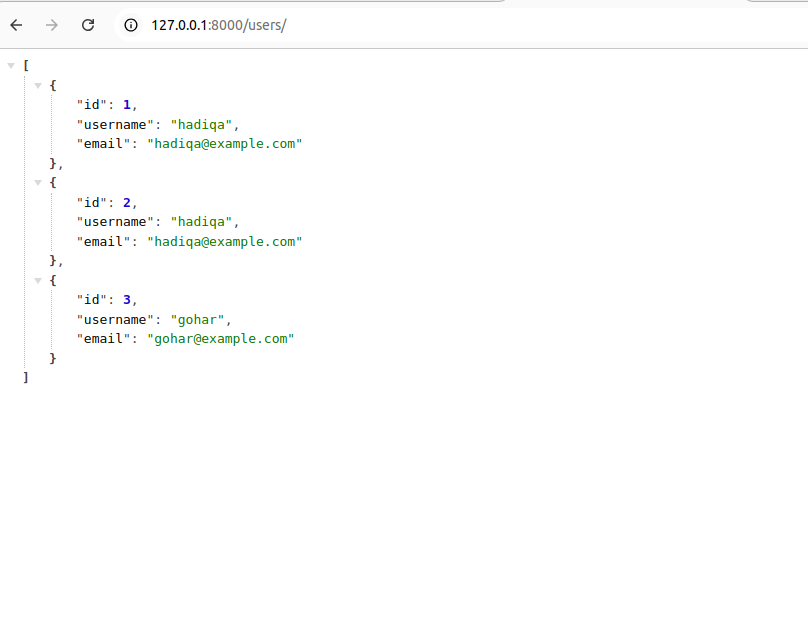 127.0.0.1:8000/users/
[
{
"id": 1,
"username": "hadiqa",
"email": "hadiqa@example.com"
},
{
"id": 2,
"username": "hadiqa",
"email": "hadiqa@example.com"
},
{
"id": 3,
"username": "gohar",
"email": "gohar@example.com"
}
]